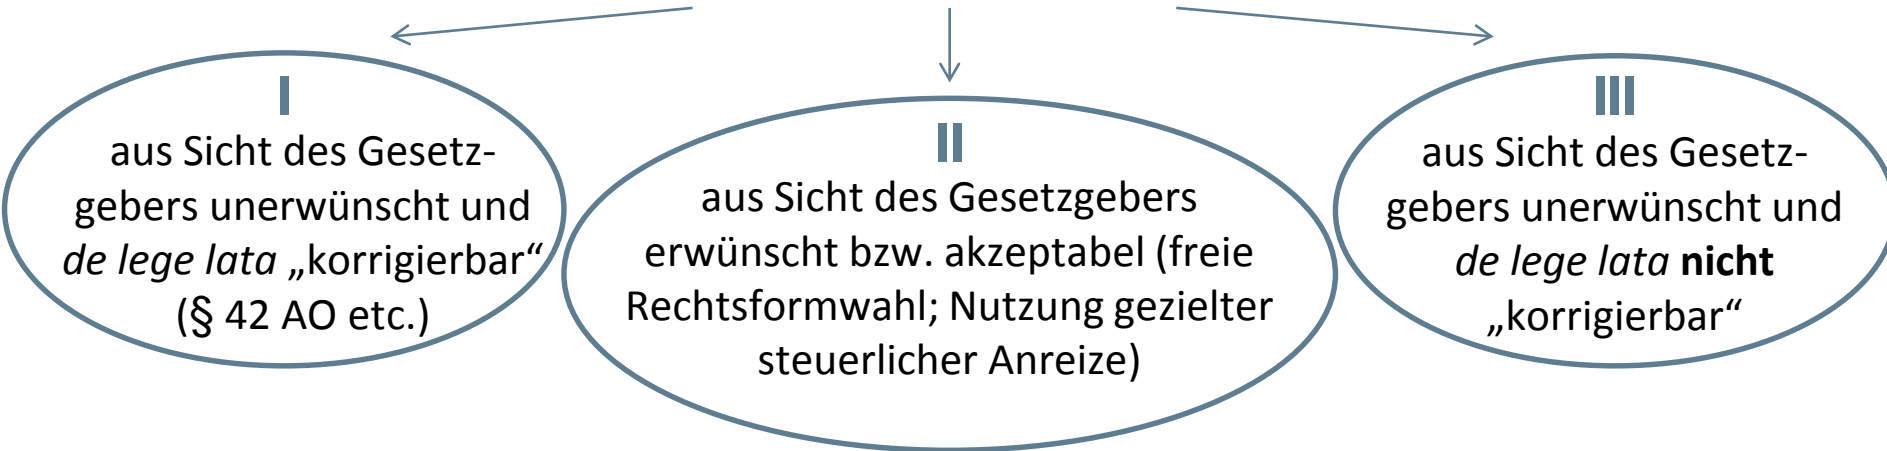 I
aus Sicht des Gesetz-
gebers unerwünscht und
de lege lata „korrigierbar“
(§ 42 AO etc.)
II
aus Sicht des Gesetzgebers
erwünscht bzw. akzeptabel (freie
Rechtsformwahl; Nutzung gezielter
steuerlicher Anreize)
III
aus Sicht des Gesetz-
gebers unerwünscht und
de lege lata nicht
„korrigierbar“